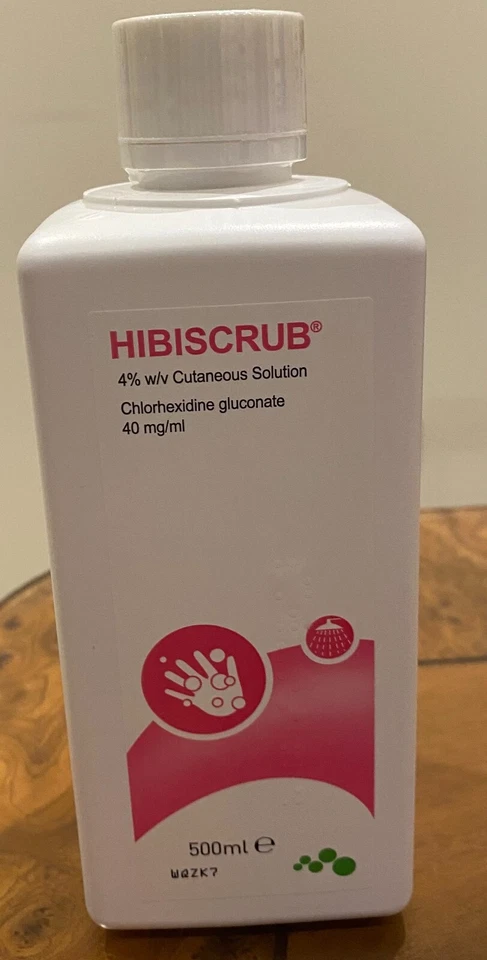 HIBISCRUB®
4% w/v Cutaneous Solution
Chlorhexidine gluconate
40 mg/ml
500ml ℮
WQZK7